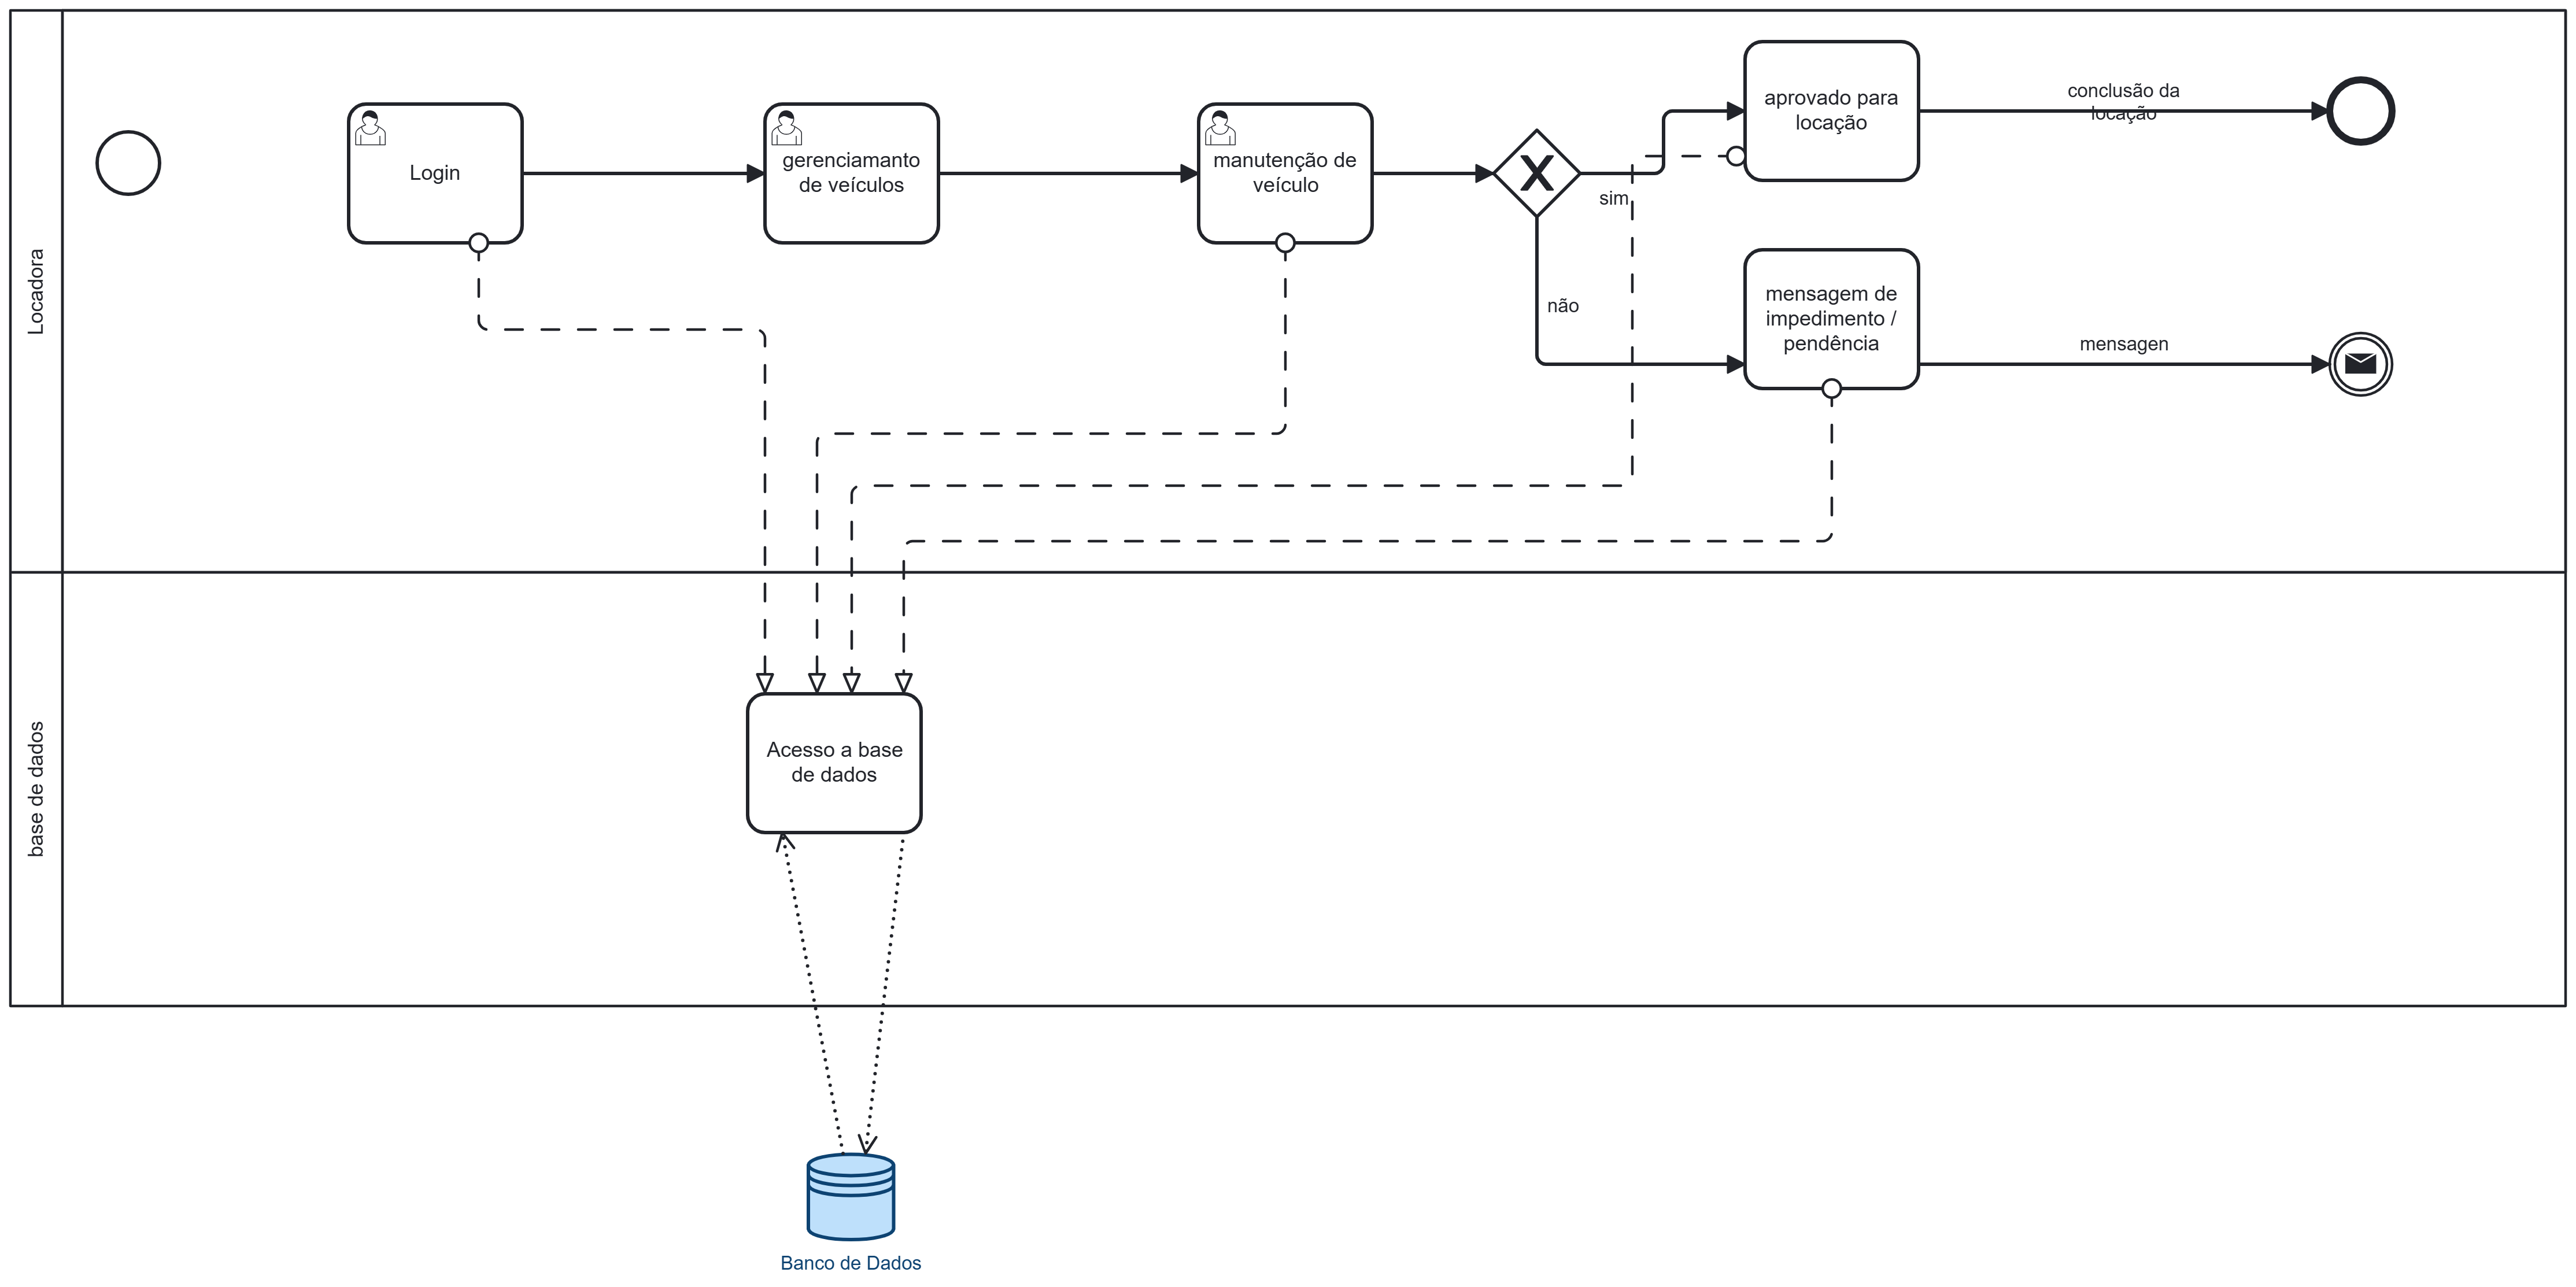 Locadora
Login
gerenciamanto
de veículos
manutenção de
veículo
sim
não
aprovado para
locação
conclusão da
locação
mensagem de
impedimento /
pendência
mensagen
base de dados
Acesso a base
de dados
Banco de Dados